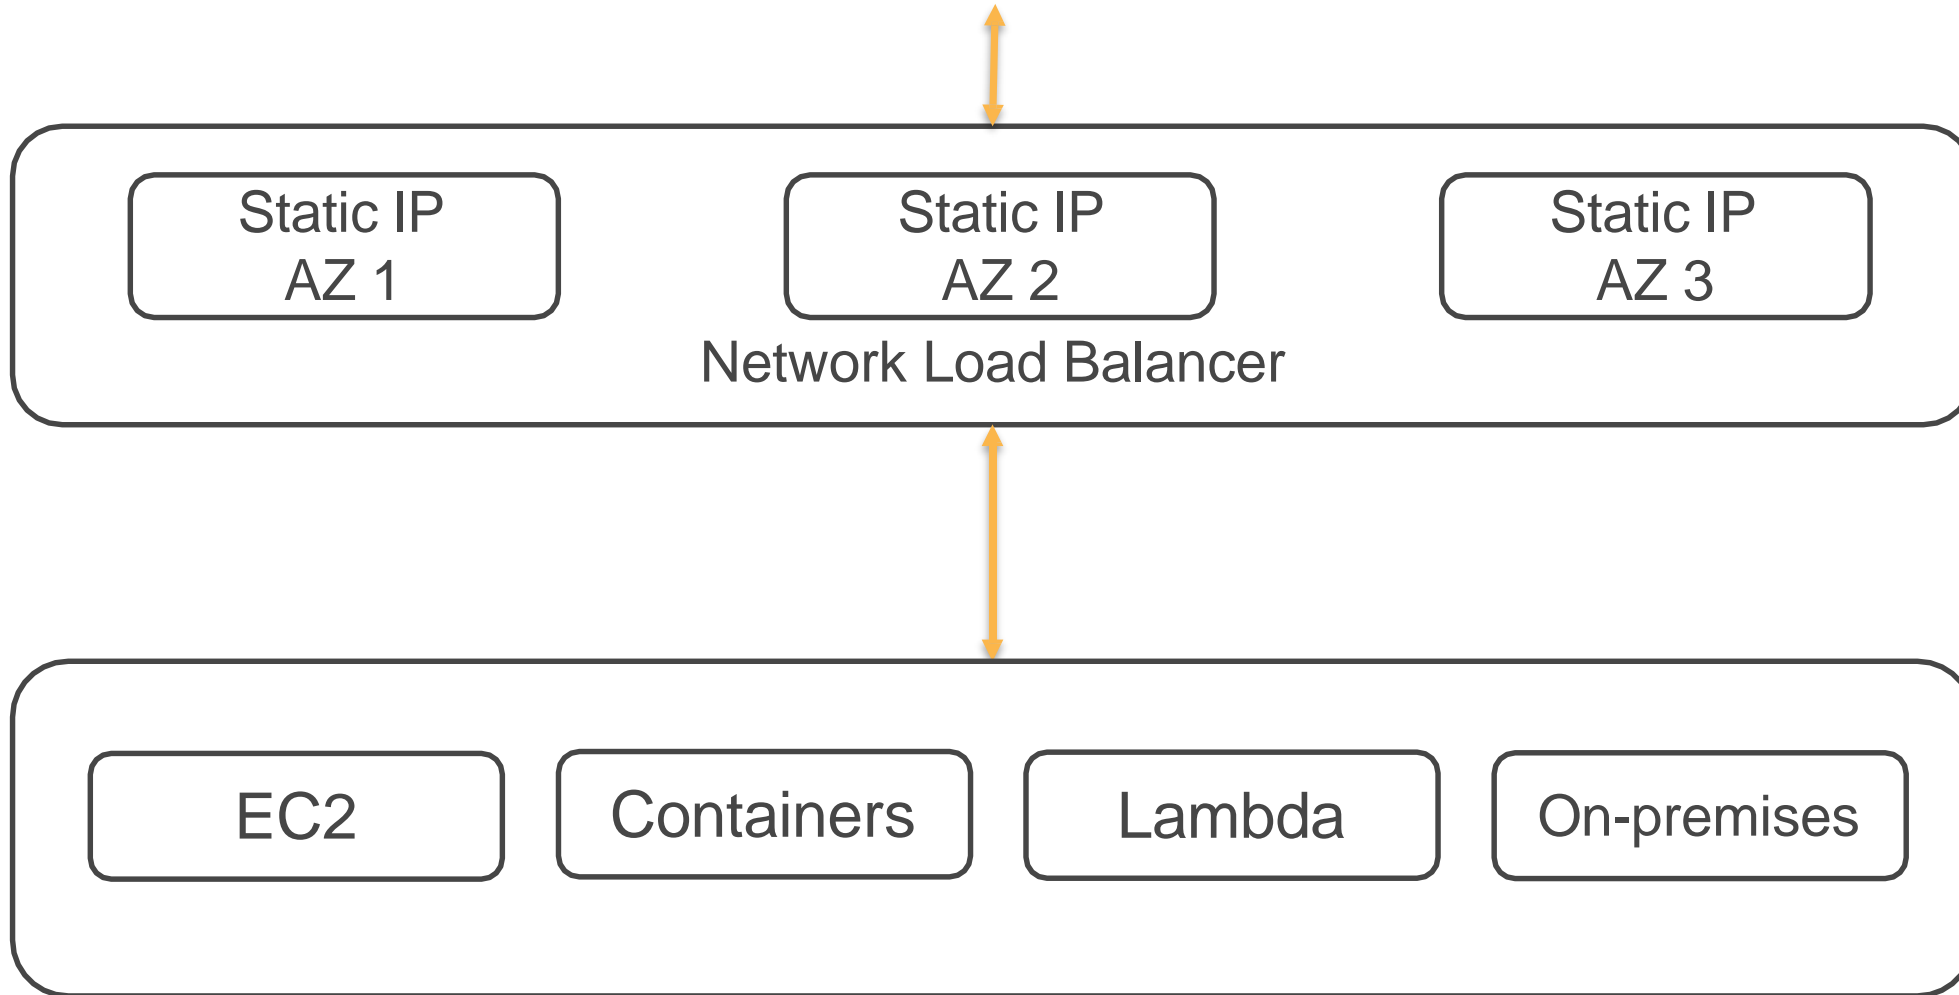 Static IP
AZ 1
Static IP
AZ 2
Static IP
AZ 3
Network Load Balancer
EC2
Containers
Lambda
On-premises